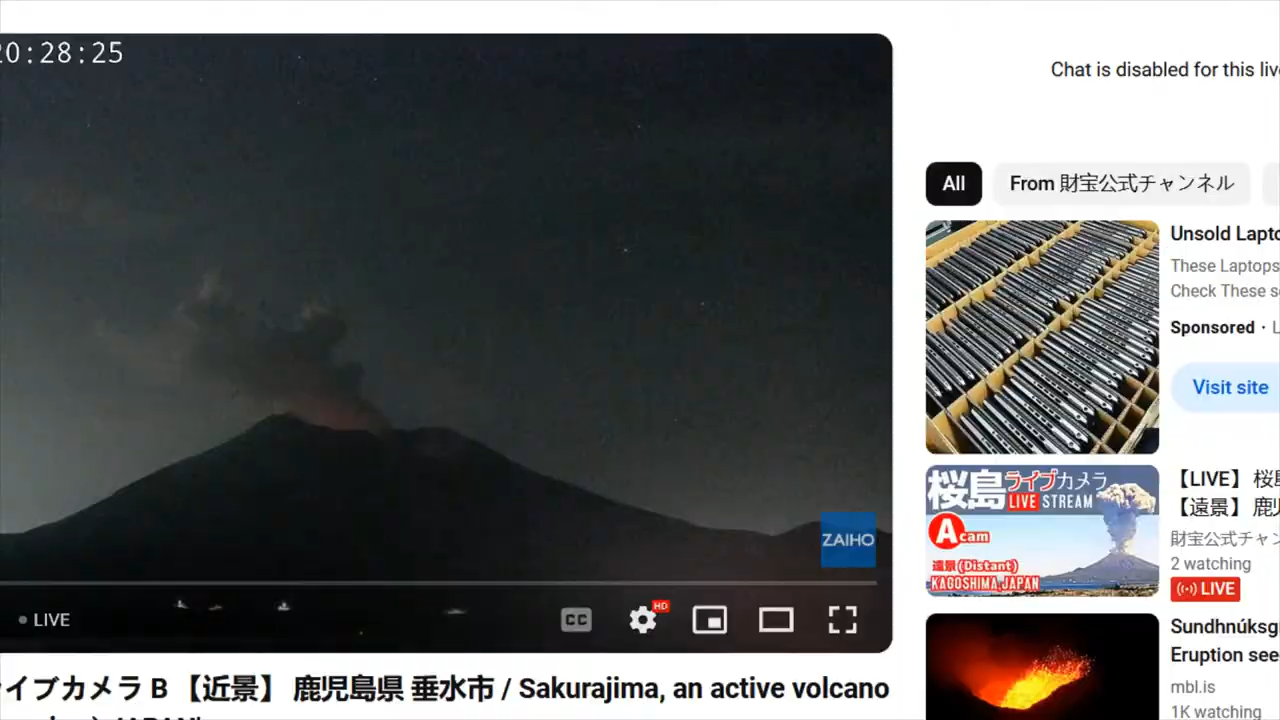 20:28:25
Chat is disabled for this liv
All
From 財宝公式チャンネル
Unsold Lapto
These Laptops
Check These s
Sponsored · L
Visit site
ZAIHO
桜島ライブカメラ
LIVE STREAM
A cam
遠景(Distant)
KAGOSHIMA,JAPAN
【LIVE】 桜島
【遠景】 鹿児
財宝公式チャン
2 watching
LIVE
LIVE
CC
HD
イブカメラ B 【近景】 鹿児島県 垂水市 / Sakurajima, an active volcano
Sundhnúksg
Eruption see
mbl.is
1K watching